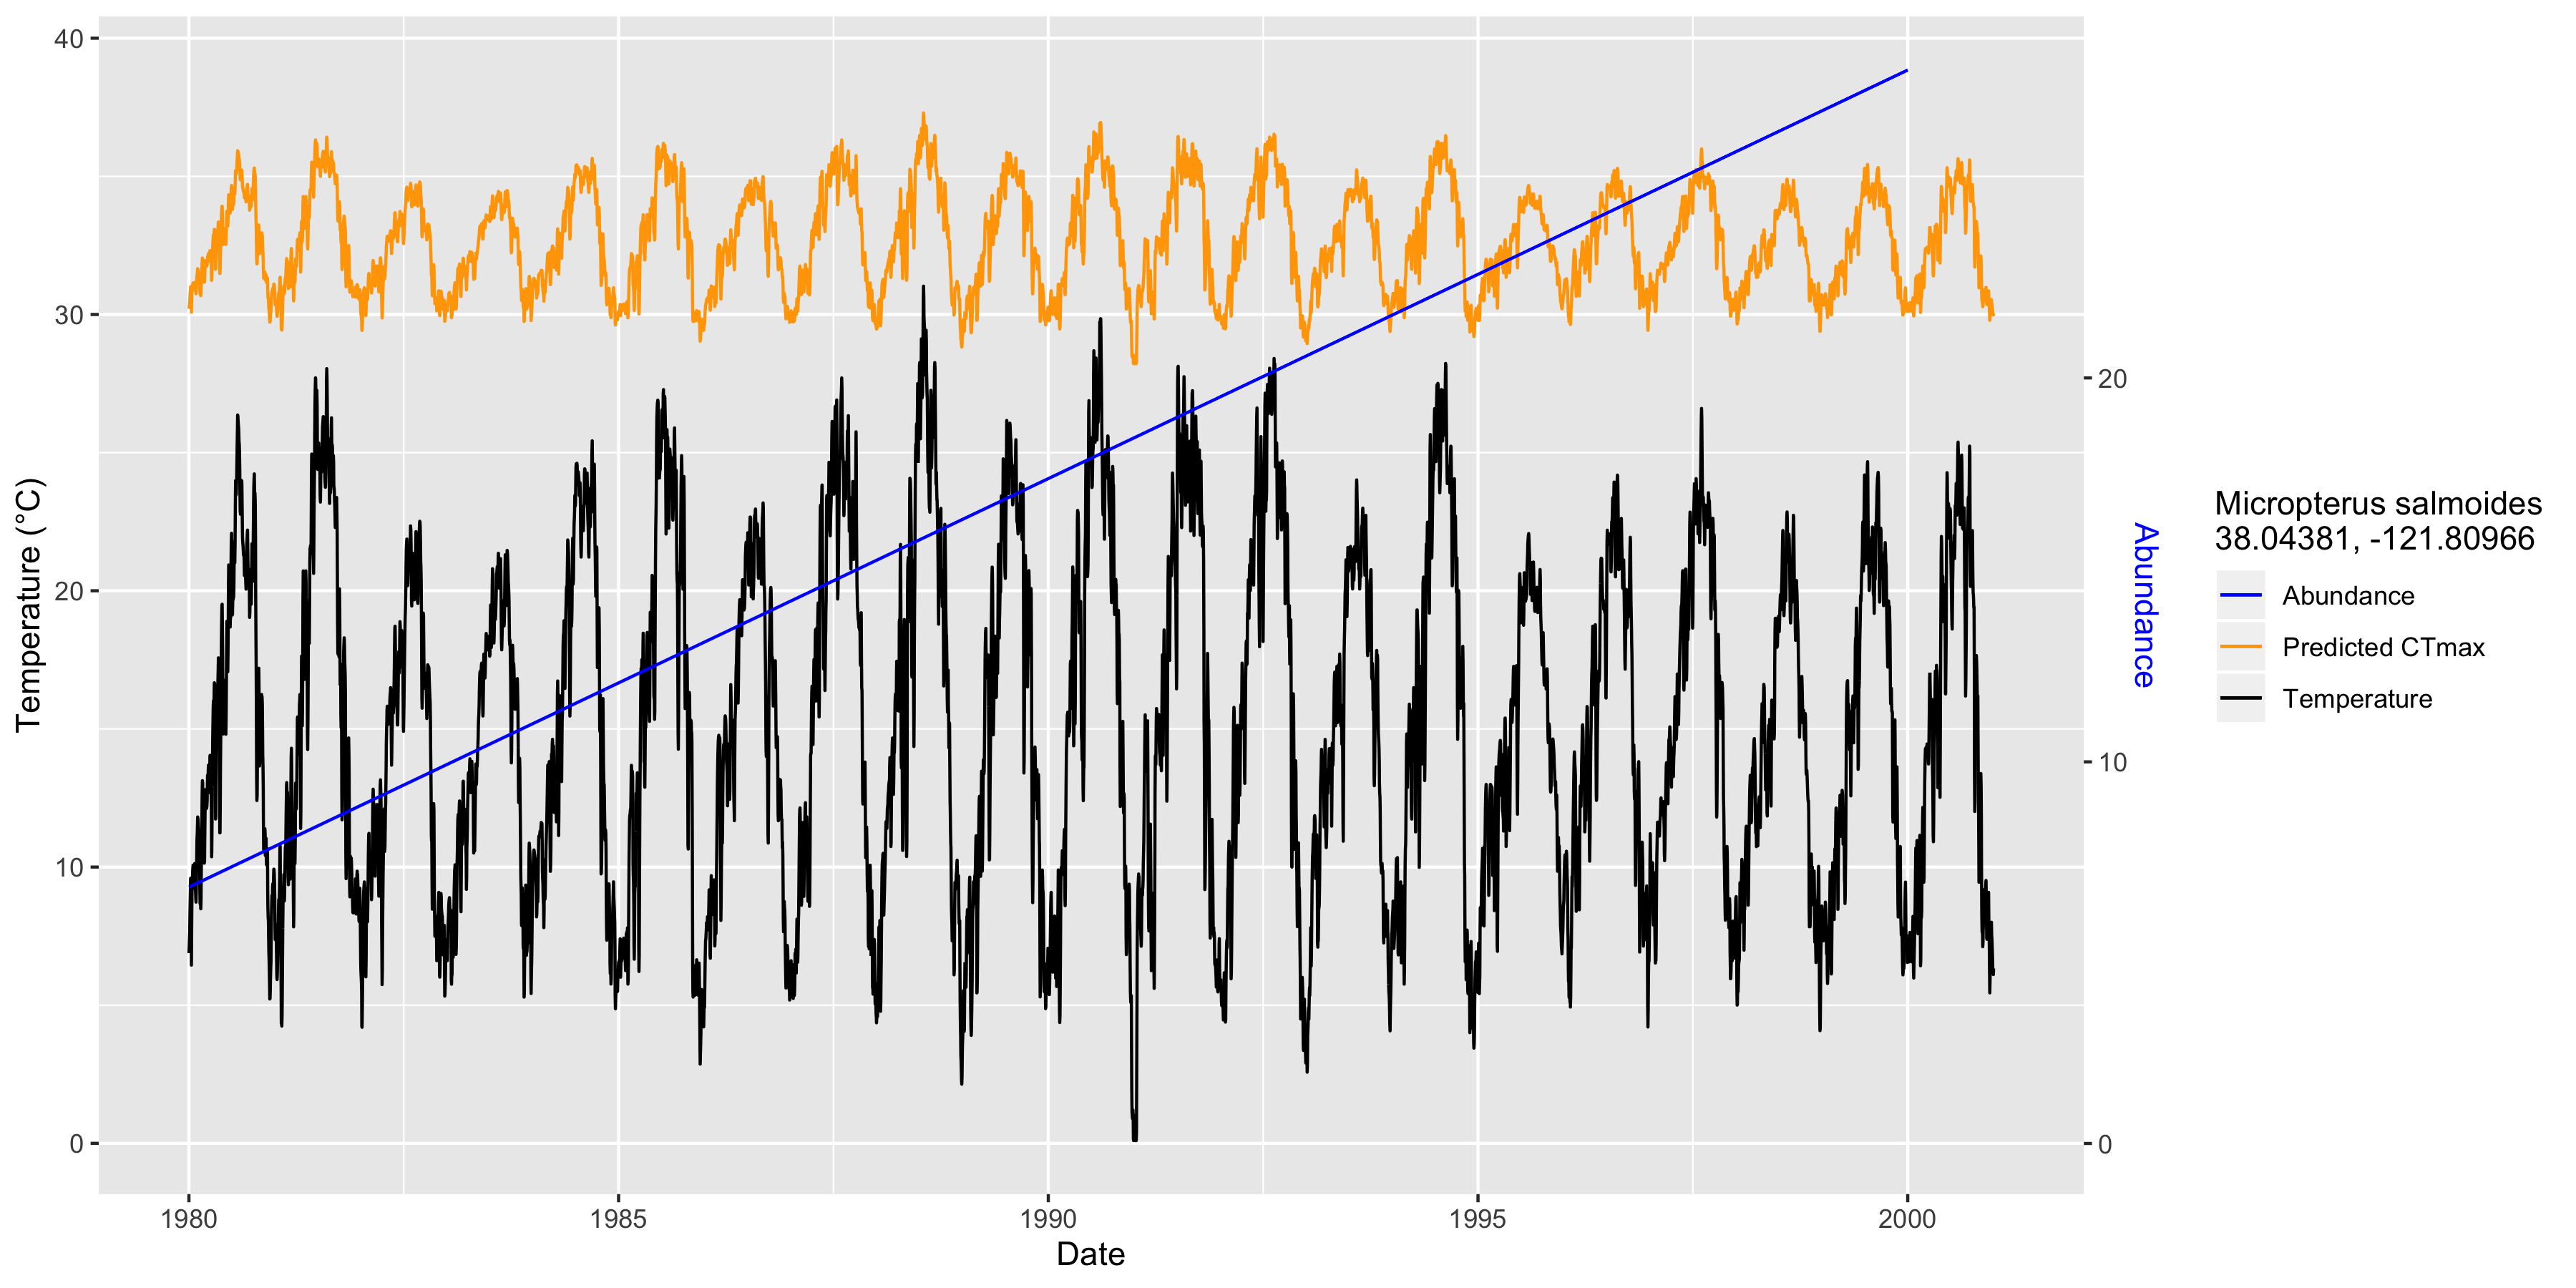 40
30
20
10
0
Temperature (°C)
1980
1985
1990
1995
2000
Date
20
10
0
Abundance
Micropterus salmoides
38.04381, -121.80966
Abundance
Predicted CTmax
Temperature